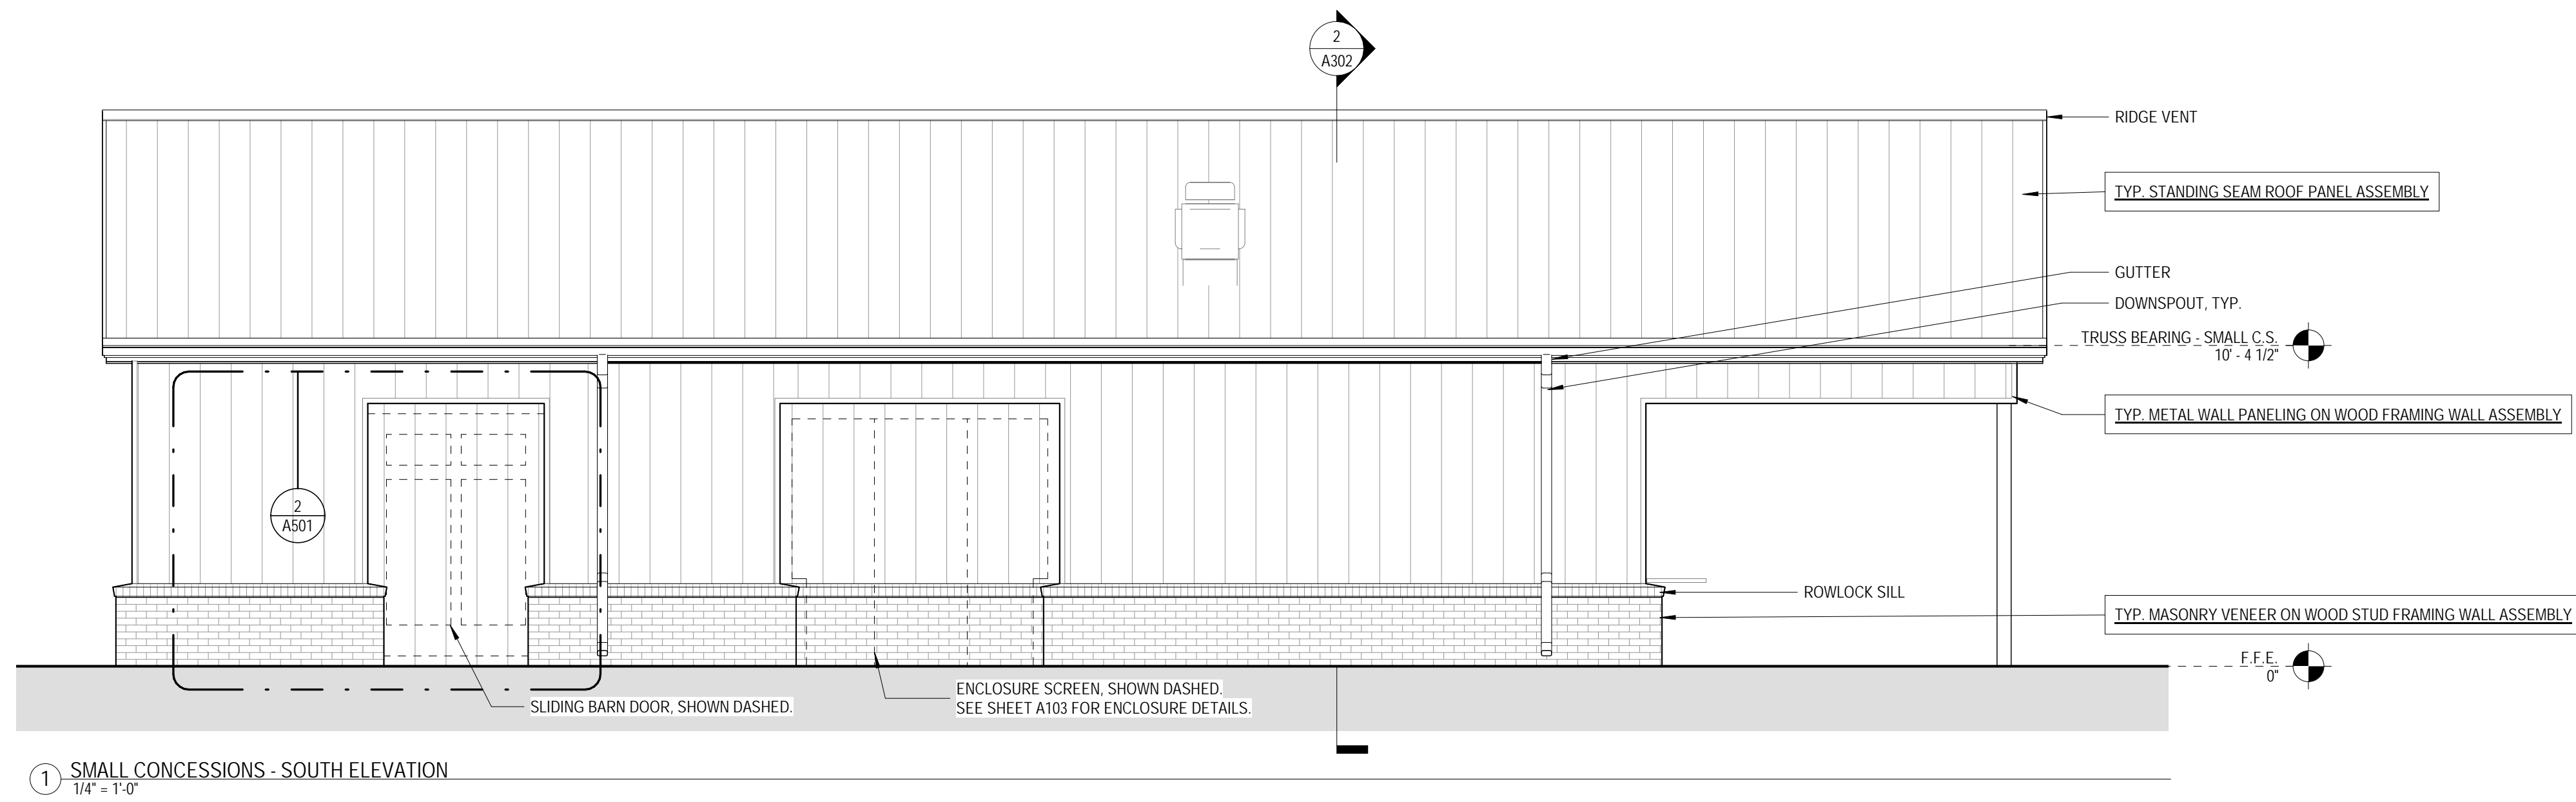 2
A302
RIDGE VENT
TYP. STANDING SEAM ROOF PANEL ASSEMBLY
GUTTER
DOWNSPOUT, TYP.
TRUSS BEARING - SMALL C.S.
10' - 4 1/2"
TYP. METAL WALL PANELING ON WOOD FRAMING WALL ASSEMBLY
2
A501
ROWLOCK SILL
TYP. MASONRY VENEER ON WOOD STUD FRAMING WALL ASSEMBLY
F.F.E.
0"
SLIDING BARN DOOR, SHOWN DASHED.
ENCLOSURE SCREEN, SHOWN DASHED.
SEE SHEET A103 FOR ENCLOSURE DETAILS.
1 SMALL CONCESSIONS - SOUTH ELEVATION
1/4" = 1'-0"